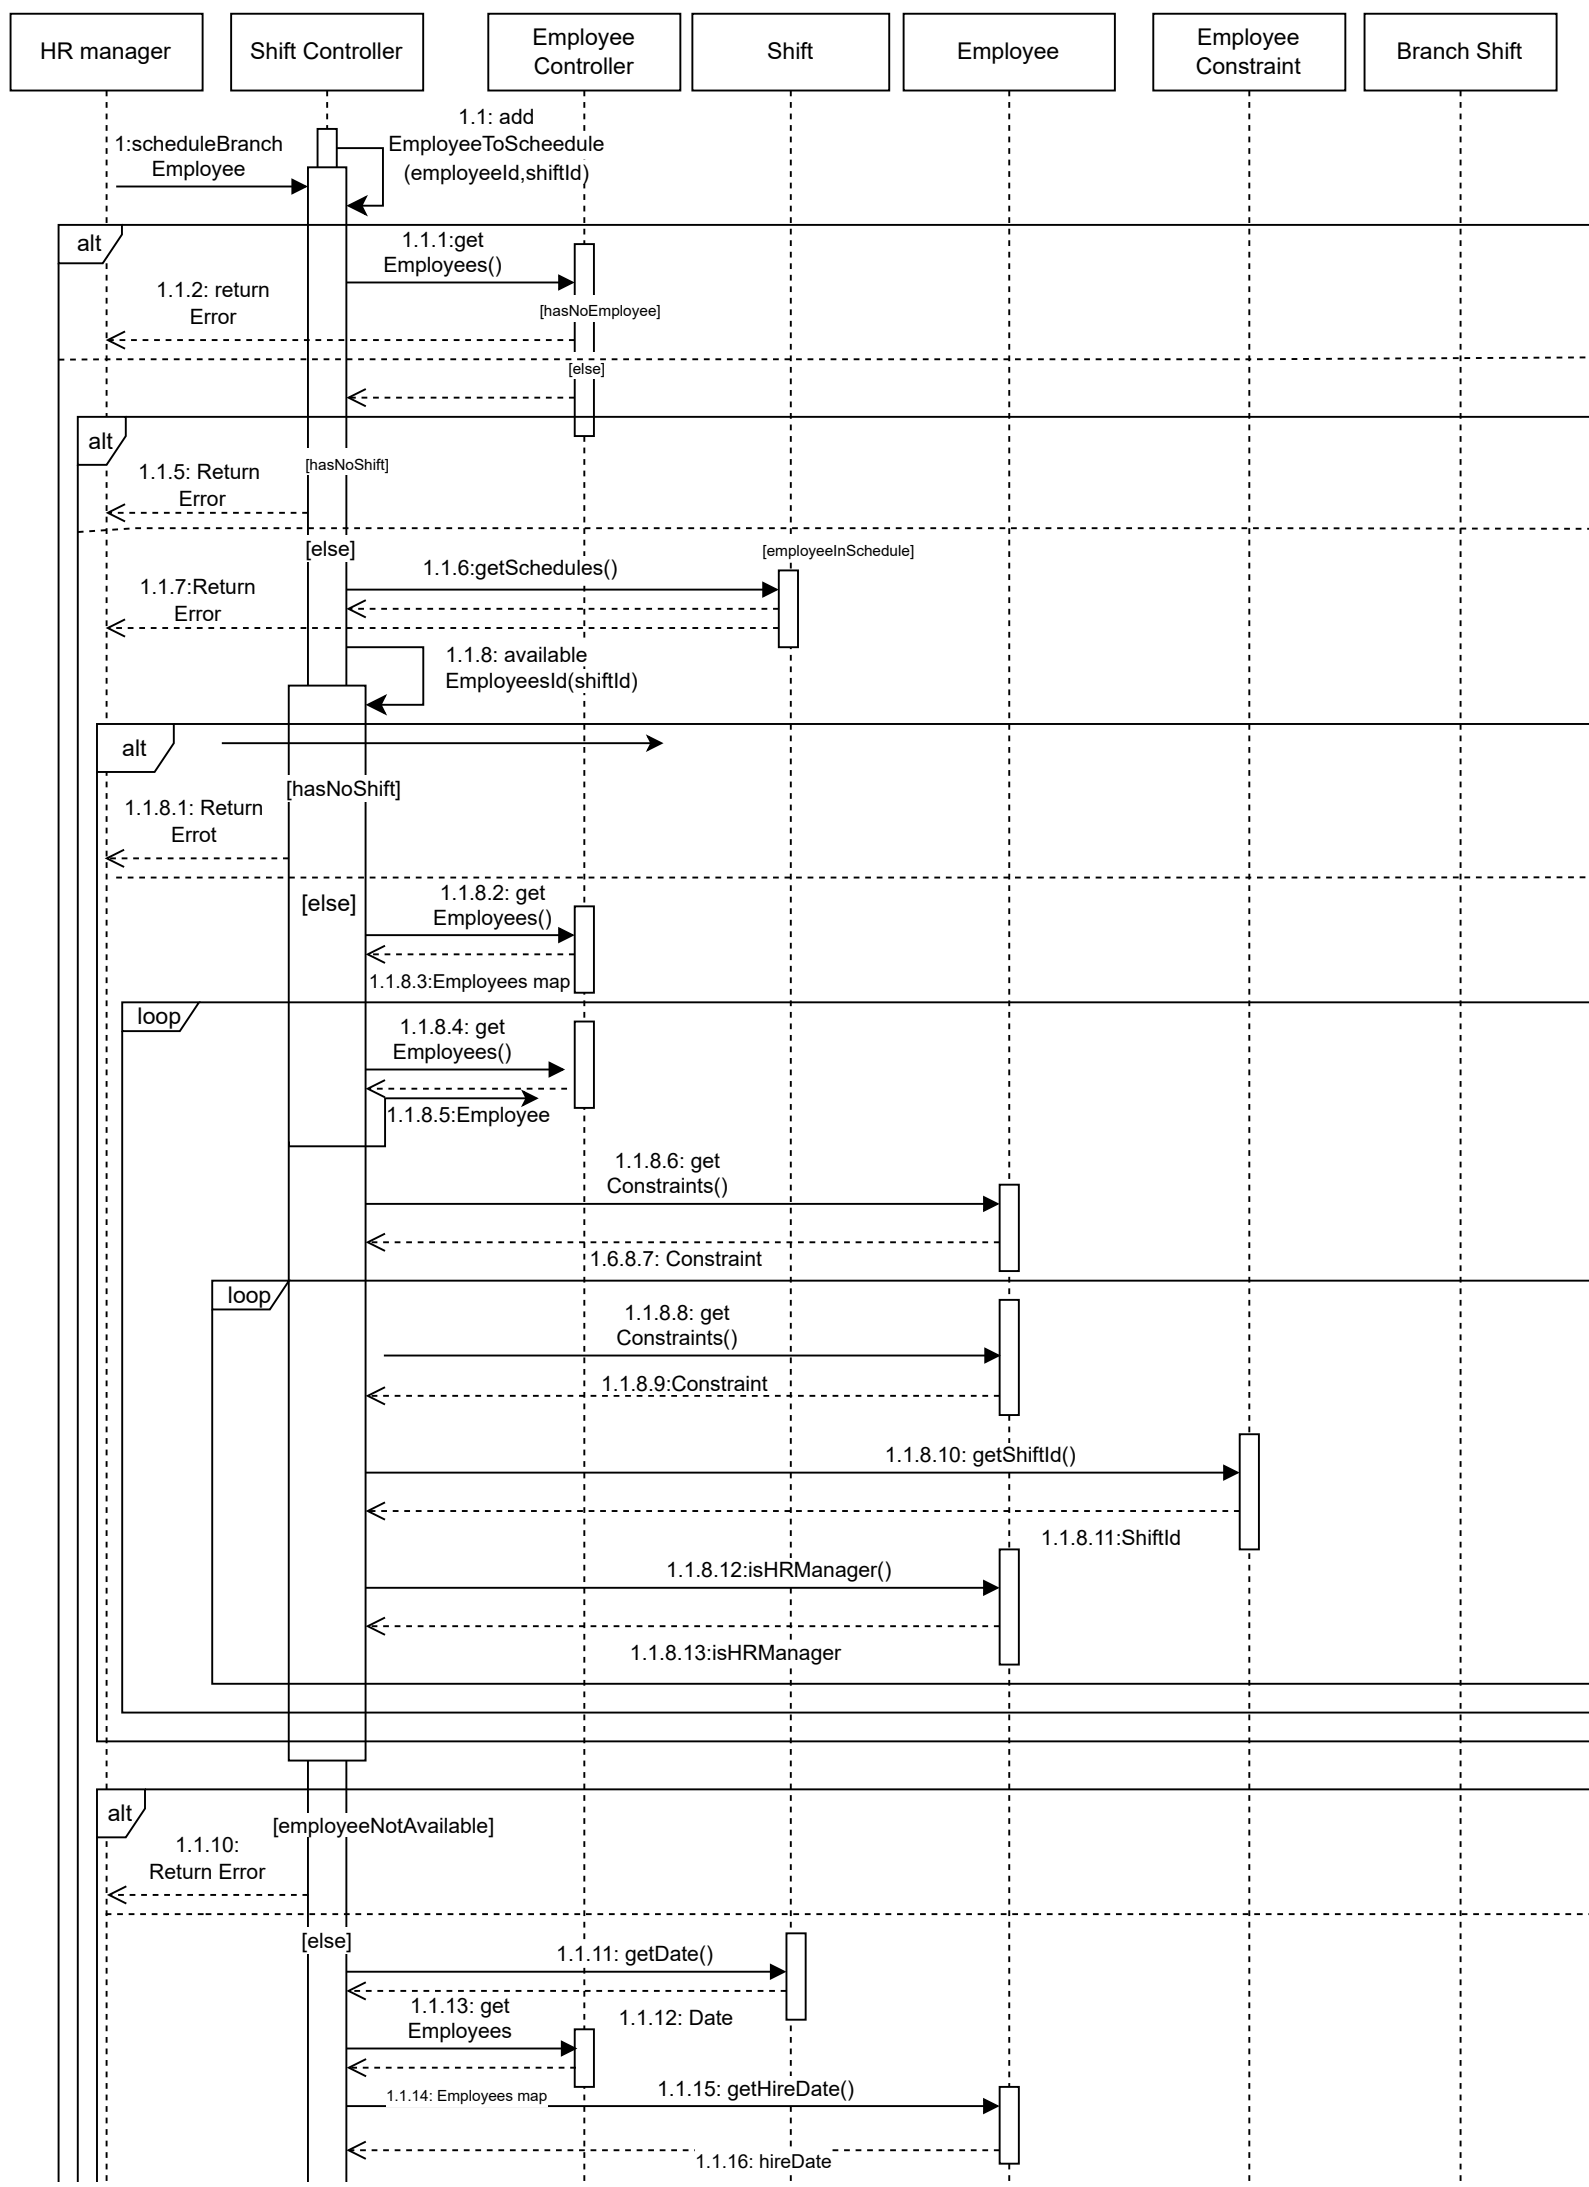 HR manager
Shift Controller
Employee
Controller
Shift
Employee
Employee
Constraint
Branch Shift
1:scheduleBranch
Employee
1.1: add
EmployeeToScheedule
(employeeId,shiftId)
alt
1.1.1:get
Employees()
1.1.2: return
Error
[hasNoEmployee]
[else]
alt
[hasNoShift]
1.1.5: Return
Error
[else]
[employeeInSchedule]
1.1.6:getSchedules()
1.1.7:Return
Error
1.1.8: available
EmployeesId(shiftId)
alt
[hasNoShift]
1.1.8.1: Return
Errot
[else]
1.1.8.2: get
Employees()
1.1.8.3:Employees map
loop
1.1.8.4: get
Employees()
1.1.8.5:Employee
1.1.8.6: get
Constraints()
1.6.8.7: Constraint
loop
1.1.8.8: get
Constraints()
1.1.8.9:Constraint
1.1.8.10: getShiftId()
1.1.8.11:ShiftId
1.1.8.12:isHRManager()
1.1.8.13:isHRManager
alt
[employeeNotAvailable]
1.1.10:
Return Error
[else]
1.1.11: getDate()
1.1.12: Date
1.1.13: get
Employees
1.1.14: Employees map
1.1.15: getHireDate()
1.1.16: hireDate